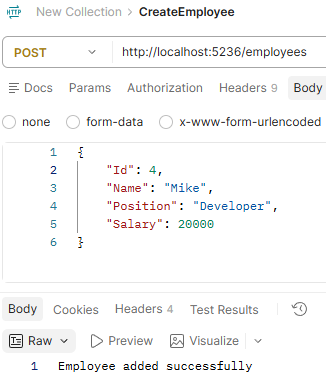 HTTP New Collection > CreateEmployee
POST http://localhost:5236/employees
Docs Params Authorization Headers 9 Body
none form-data x-www-form-urlencoded
1 {
2 "Id": 4,
3 "Name": "Mike",
4 "Position": "Developer",
5 "Salary": 20000
6 }
Body Cookies Headers 4 Test Results
Raw Preview Visualize
1 Employee added successfully